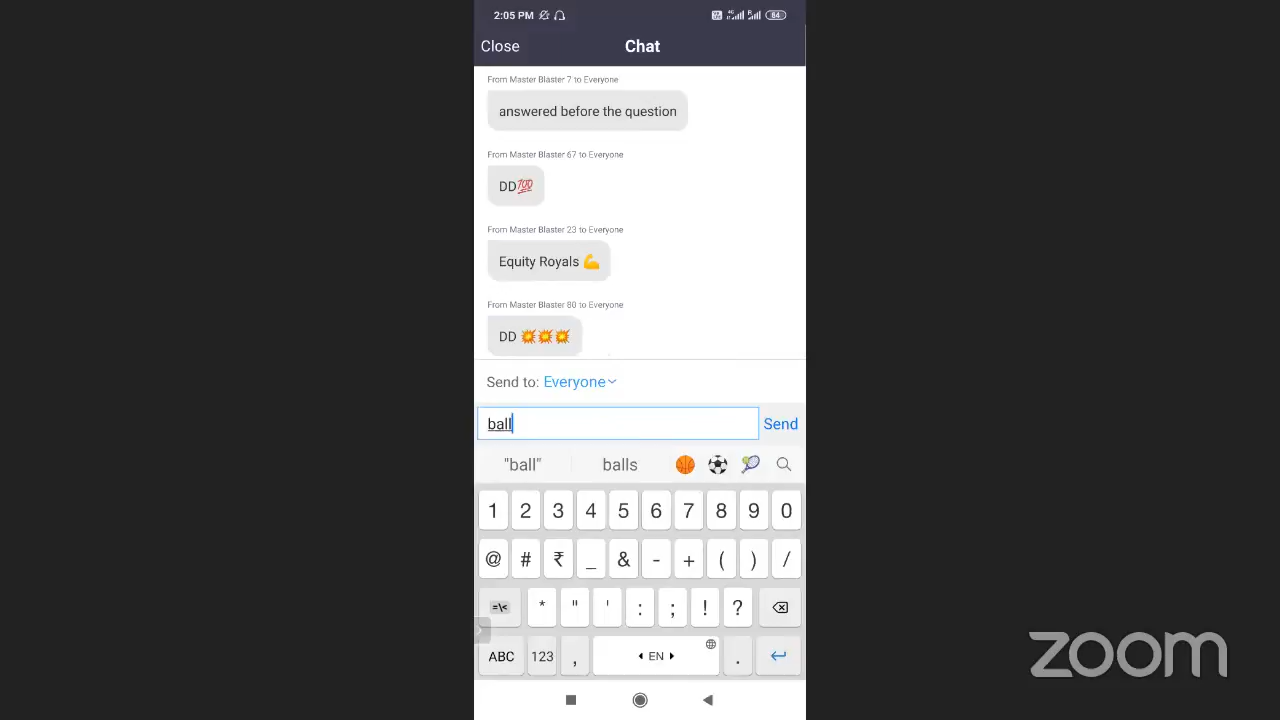 2:05 PM 64
Close Chat
From Master Blaster 7 to Everyone
answered before the question
From Master Blaster 67 to Everyone
DD💯
From Master Blaster 23 to Everyone
Equity Royals 💪
From Master Blaster 80 to Everyone
DD 💥💥💥
Send to: Everyone
ball Send
"ball" balls 🏀 ⚽ 🎾
1 2 3 4 5 6 7 8 9 0
@ # ₹ _ & - + ( ) /
=\< * " ' : ; ! ?
ABC 123 , EN .
zoom